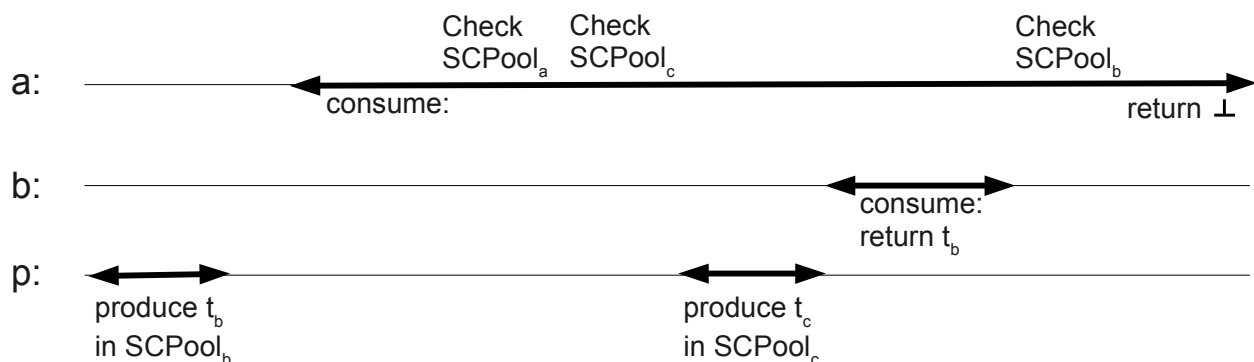 Check
SCPool_a
Check
SCPool_c
Check
SCPool_b
a:
consume:
return ⊥
b:
consume:
return t_b
p:
produce t_b
in SCPool_b
produce t_c
in SCPool_c